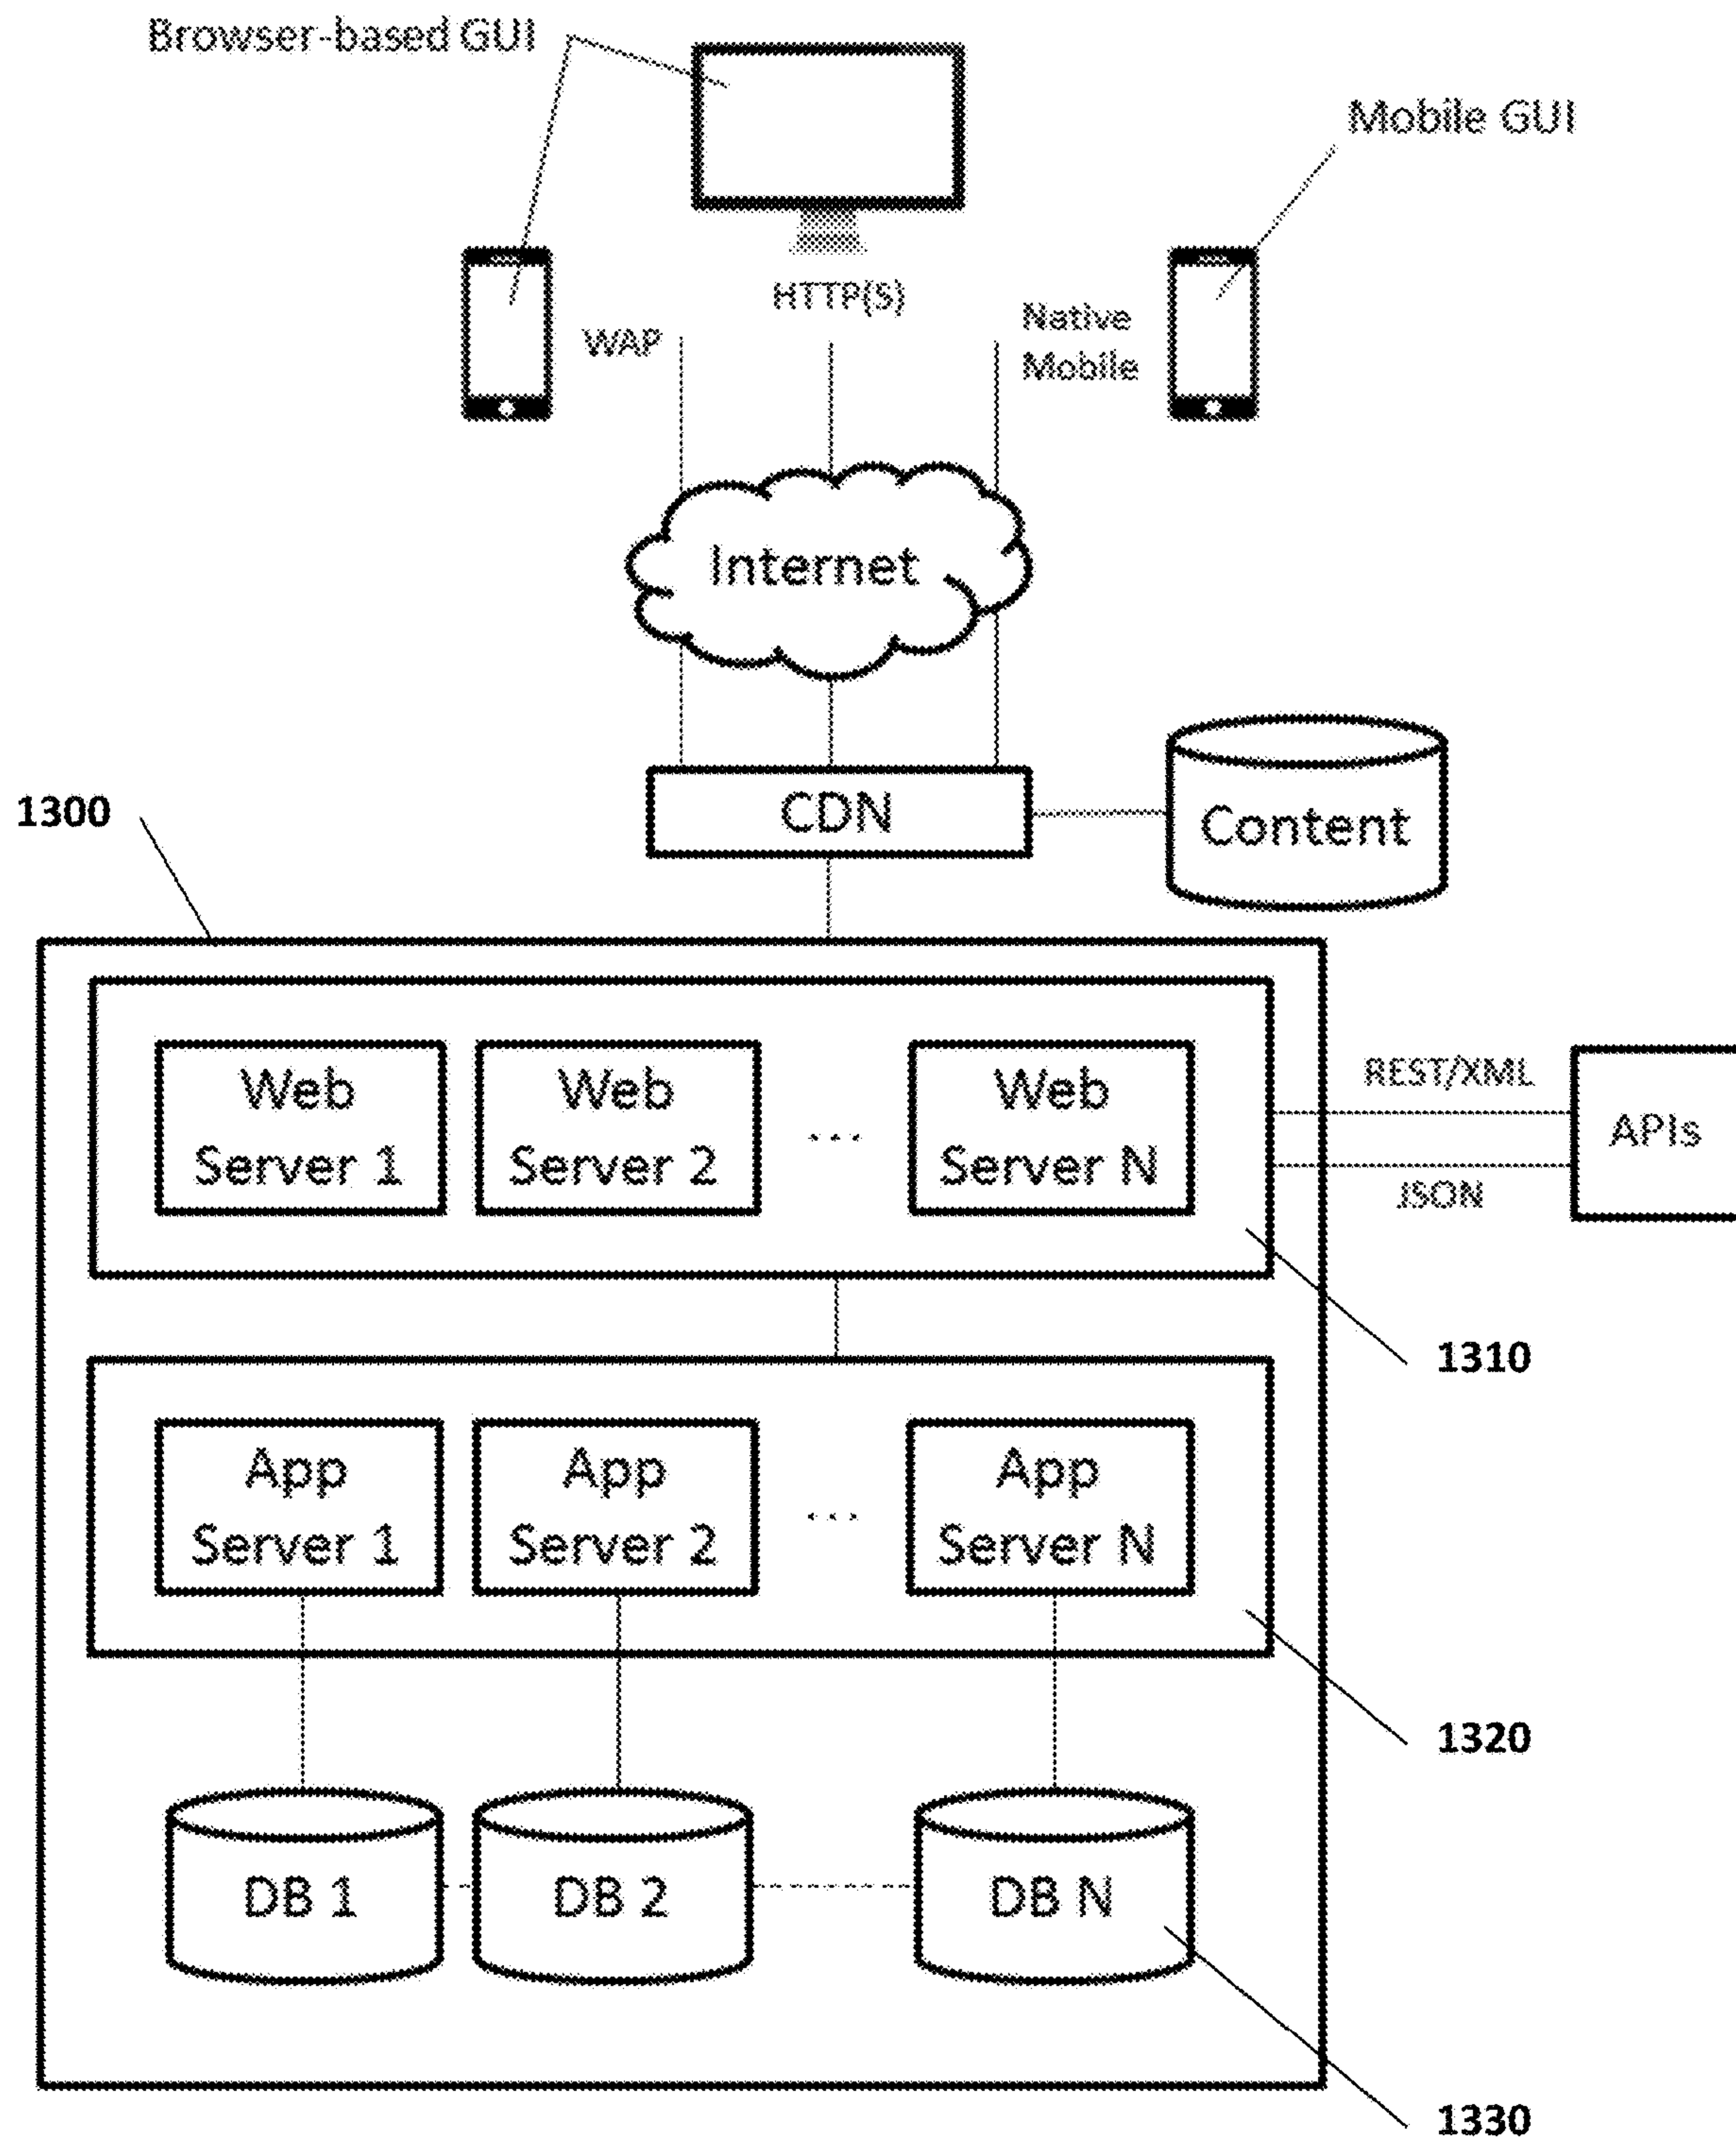 Browser-based GUI
Mobile GUI
HTTP(S)
WAP
Native
Mobile
Internet
CDN
Content
1300
Web
Server 1
Web
Server 2
...
Web
Server N
REST/XML
JSON
APIs
1310
App
Server 1
App
Server 2
...
App
Server N
1320
DB 1
DB 2
DB N
1330